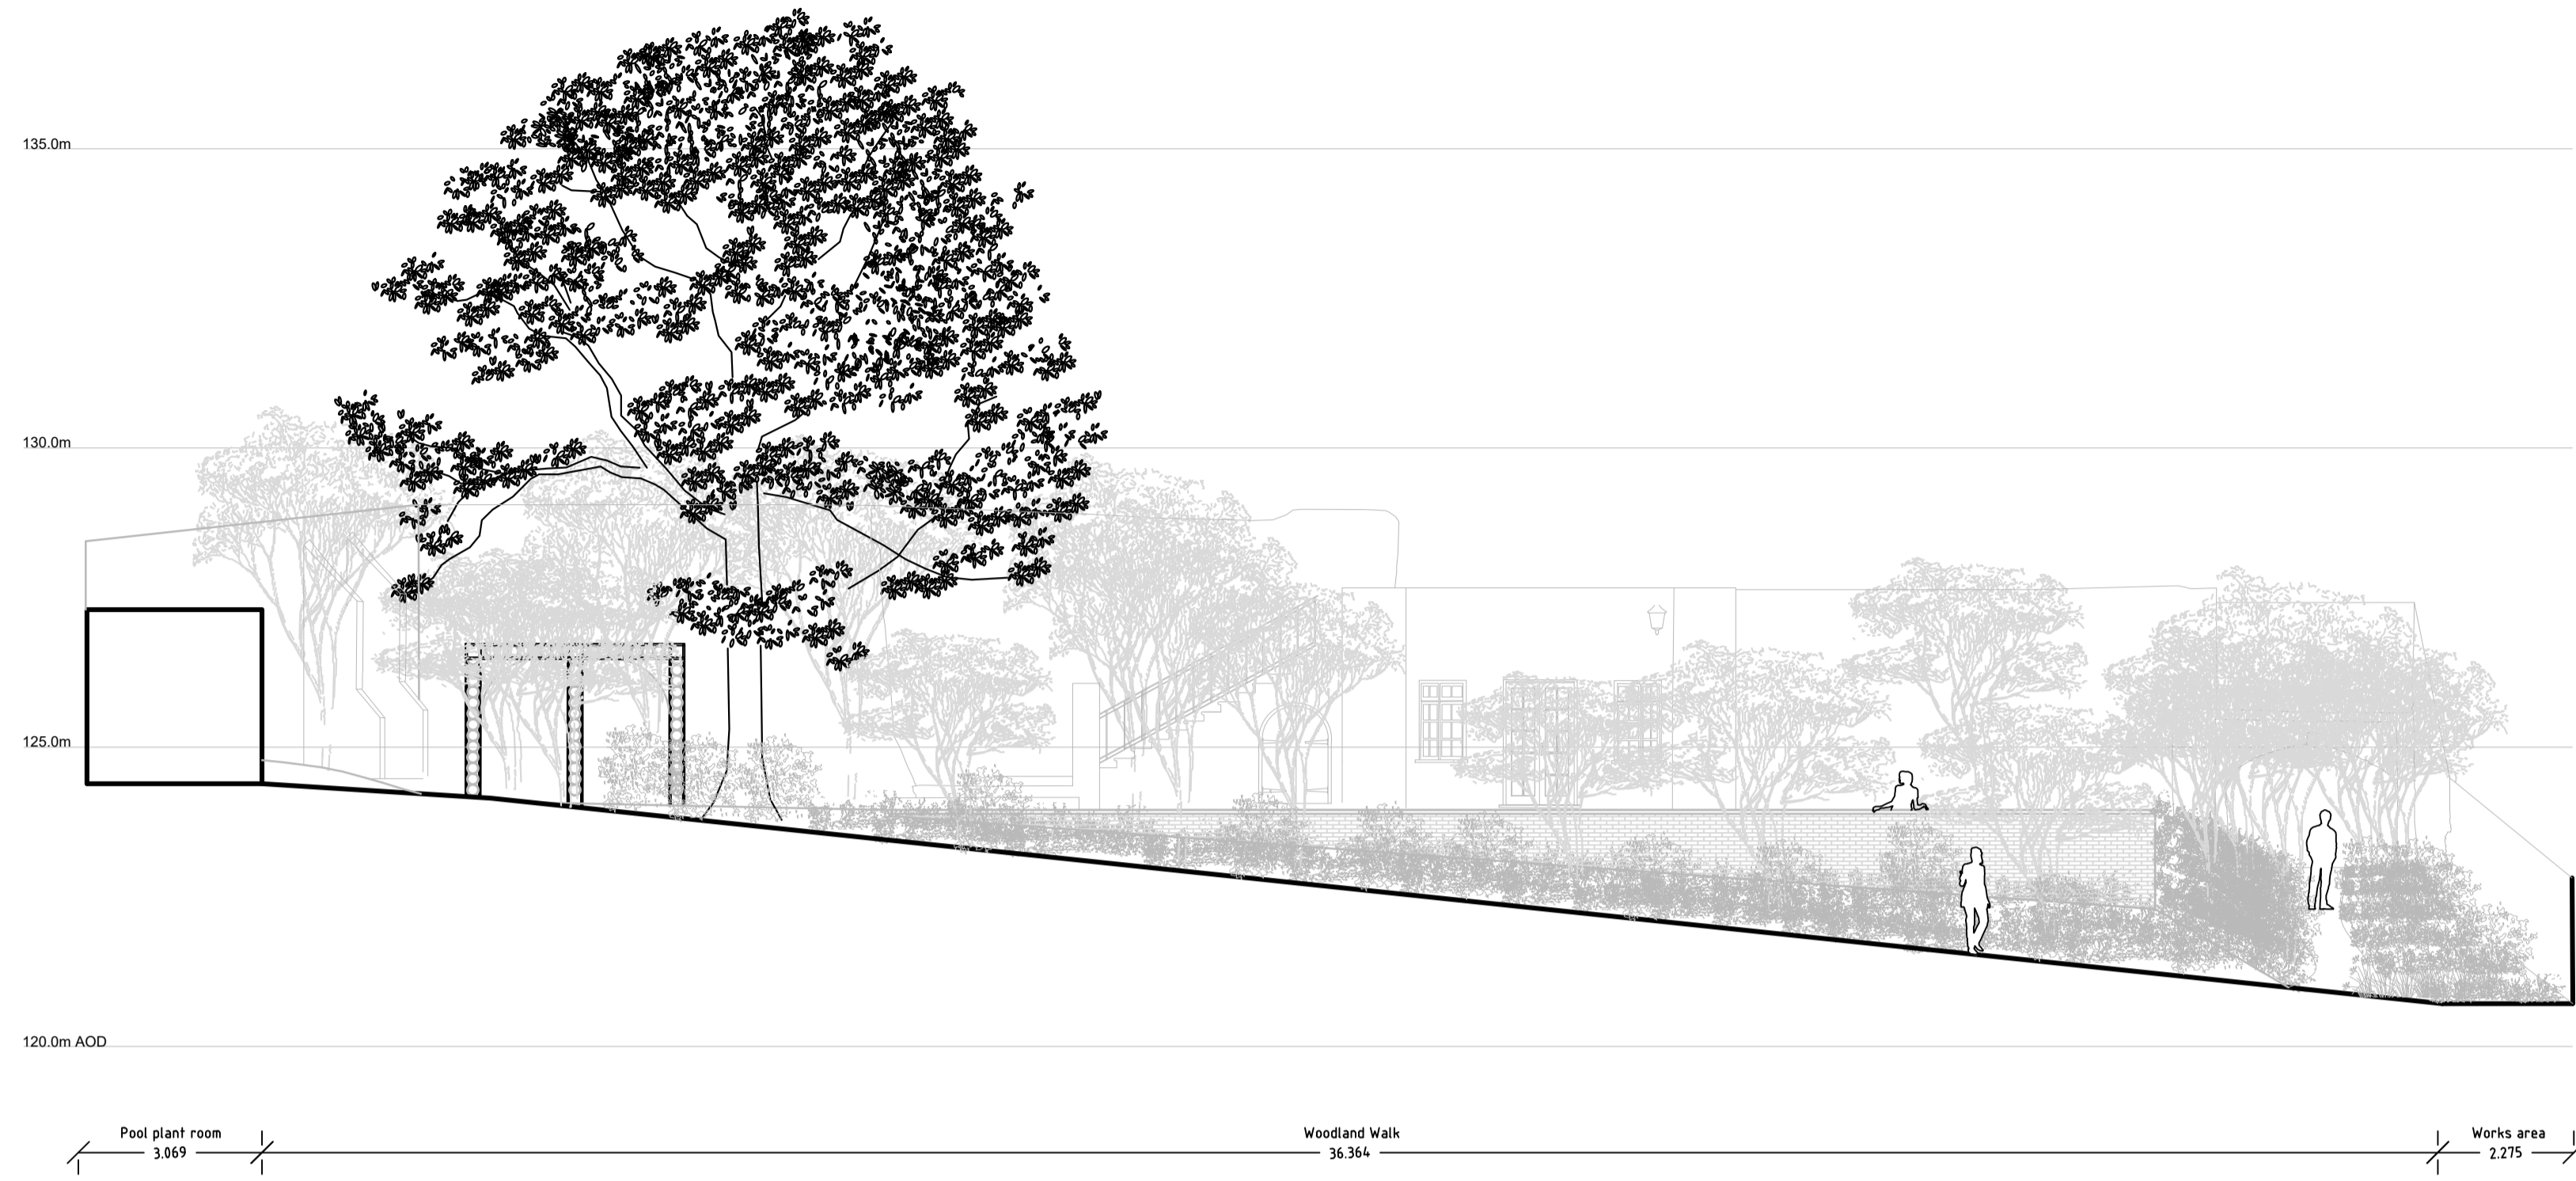 135.0m
130.0m
125.0m
120.0m AOD
Pool plant room
3.069
Woodland Walk
36.364
Works area
2.275